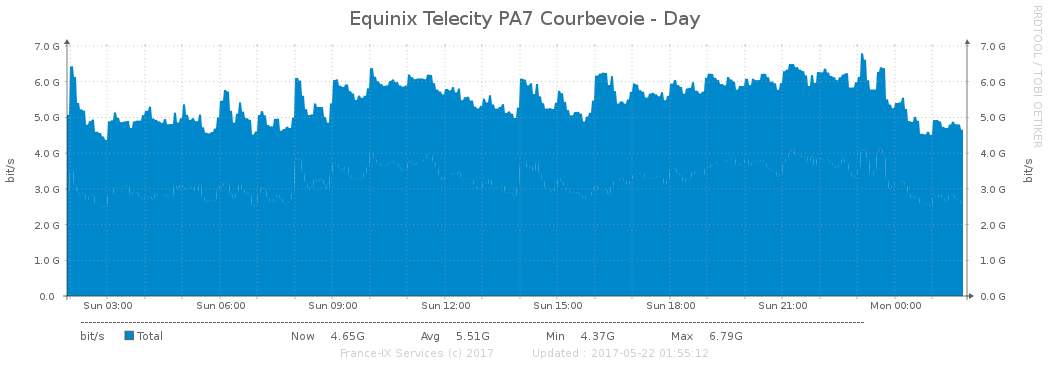 Equinix Telecity PA7 Courbevoie - Day
RRDTOOL / TOBI OETIKER
7.0 G 7.0 G
6.0 G 6.0 G
5.0 G 5.0 G
4.0 G 4.0 G
3.0 G 3.0 G
2.0 G 2.0 G
1.0 G 1.0 G
0.0 0.0 G
bit/s
bit/s
Sun 03:00 Sun 06:00 Sun 09:00 Sun 12:00 Sun 15:00 Sun 18:00 Sun 21:00 Mon 00:00
bit/s Total Now 4.65G Avg 5.51G Min 4.37G Max 6.79G
France-IX Services (c) 2017 Updated : 2017-05-22 01:55:12